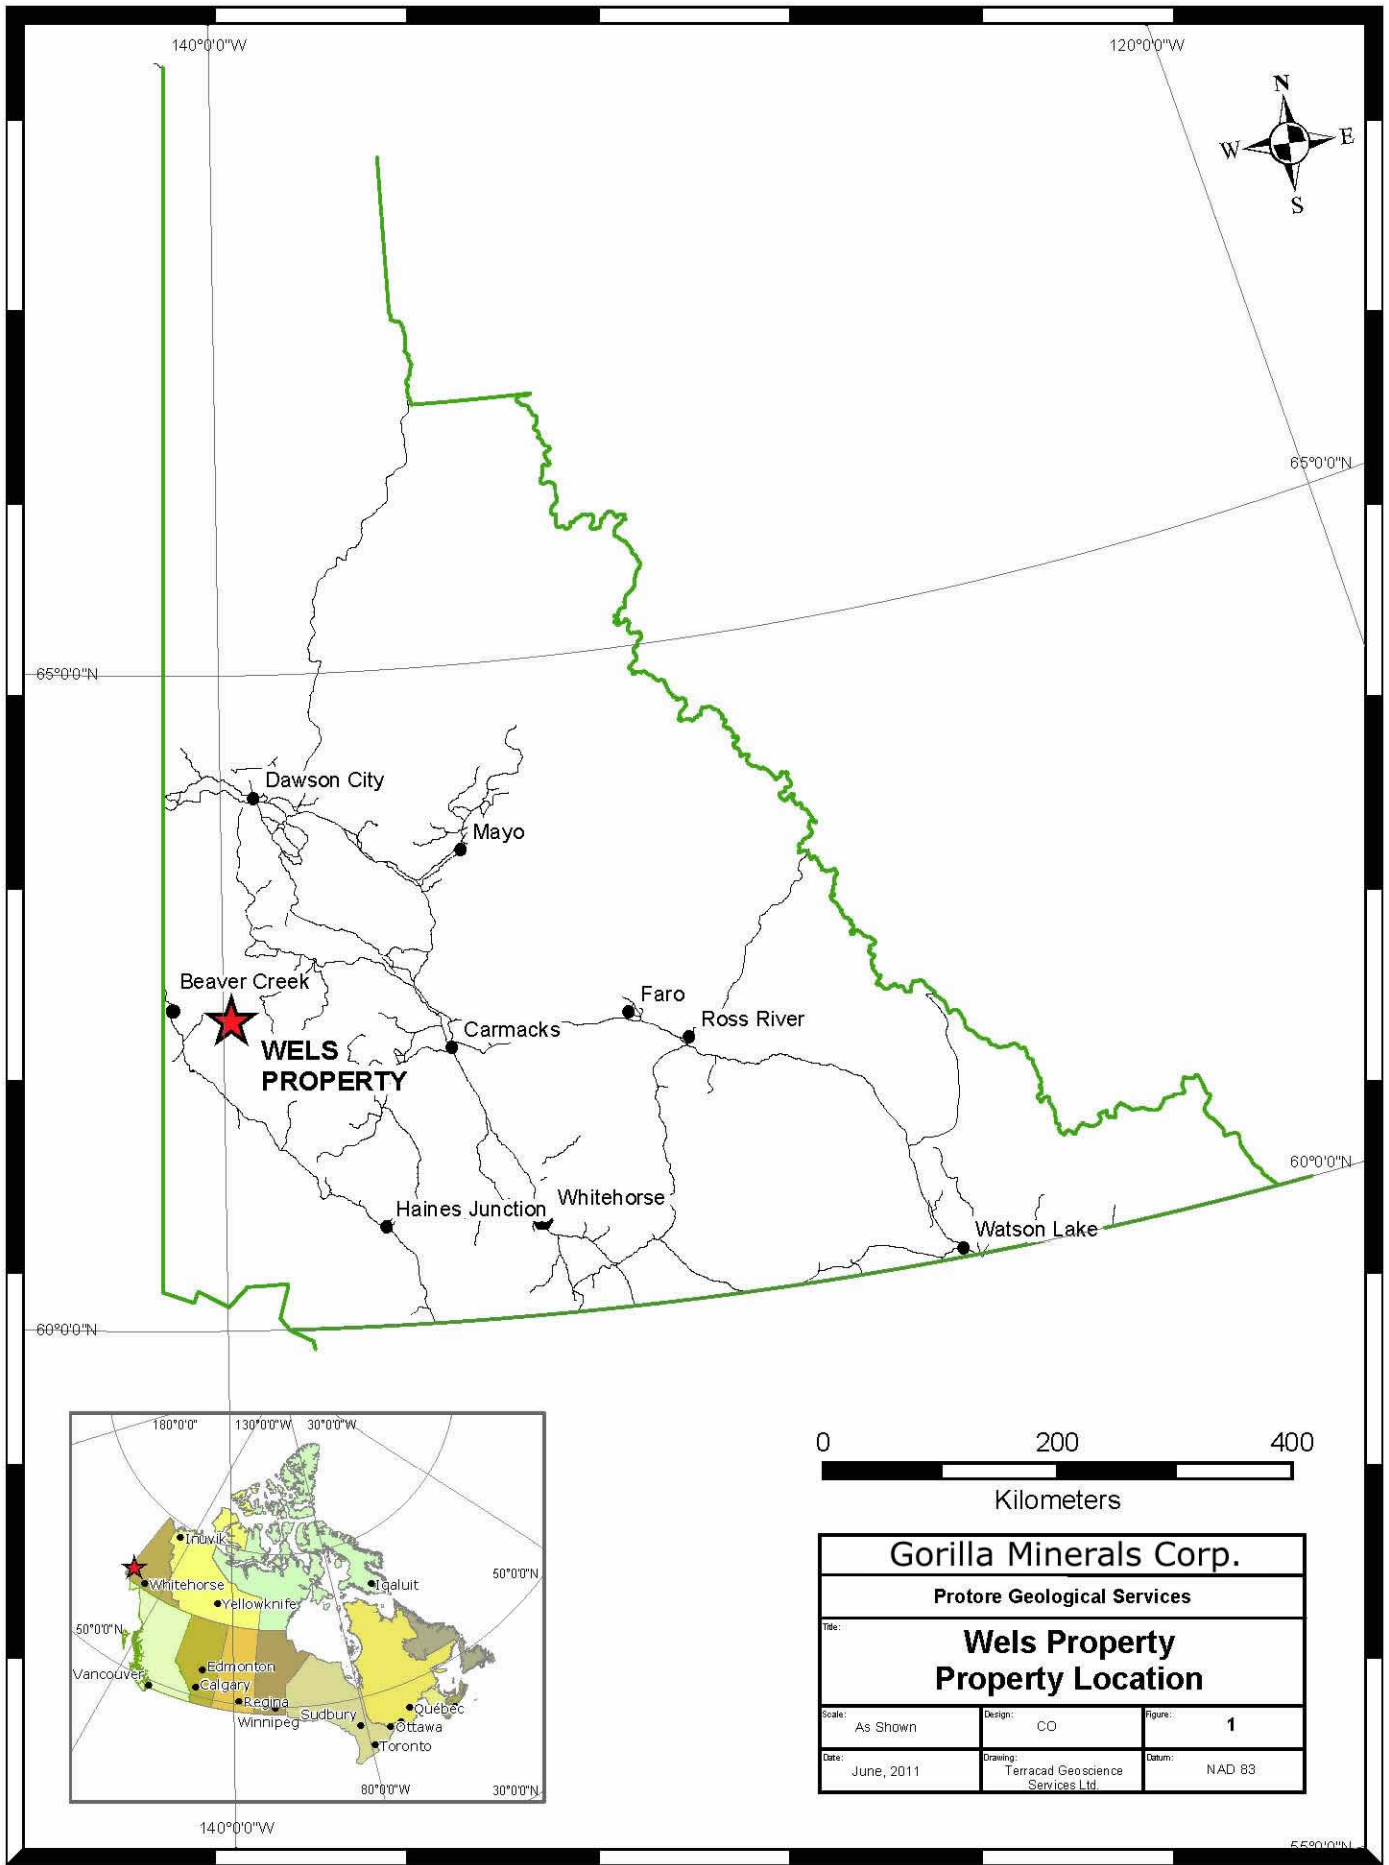 140°0'0"W
120°0'0"W
N
W
E
S
65°0'0"N
65°0'0"N
Dawson City
Mayo
Beaver Creek
Faro
Ross River
Carmacks
WELS
PROPERTY
60°0'0"N
Haines Junction
Whitehorse
Watson Lake
60°0'0"N
180°0'0"
130°0'0"W
30°0'0"W
Inuvik
Whitehorse
Iqaluit
50°0'0"N
Yellowknife
50°0'0"N
Vancouver
Edmonton
Calgary
Regina
Winnipeg
Sudbury
Québec
Ottawa
Toronto
80°0'0"W
30°0'0"N
140°0'0"W
0 200 400
Kilometers
Gorilla Minerals Corp.
Protore Geological Services
Title:
Wels Property
Property Location
Scale: As Shown
Design: CO
Figure: 1
Date: June, 2011
Drawing: Terracad Geoscience
Services Ltd.
Datum: NAD 83
55°0'0"N